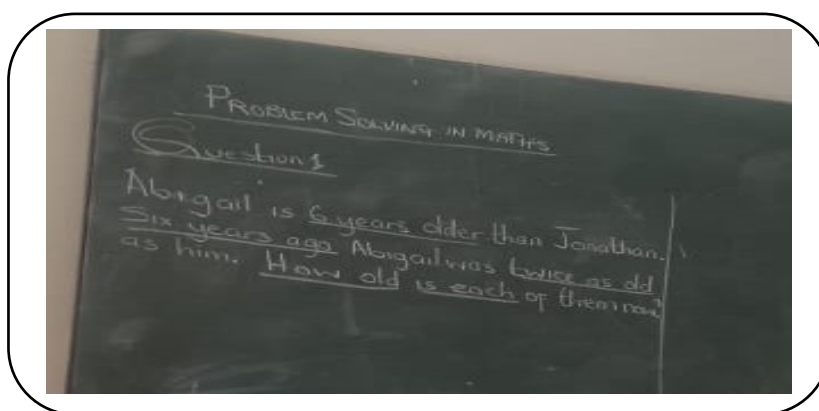 PROBLEM SOLVING IN MATHS
Question 1
Abigail is 6 years older than Jonathan.
Six years ago Abigail was twice as old
as him. How old is each of them now?